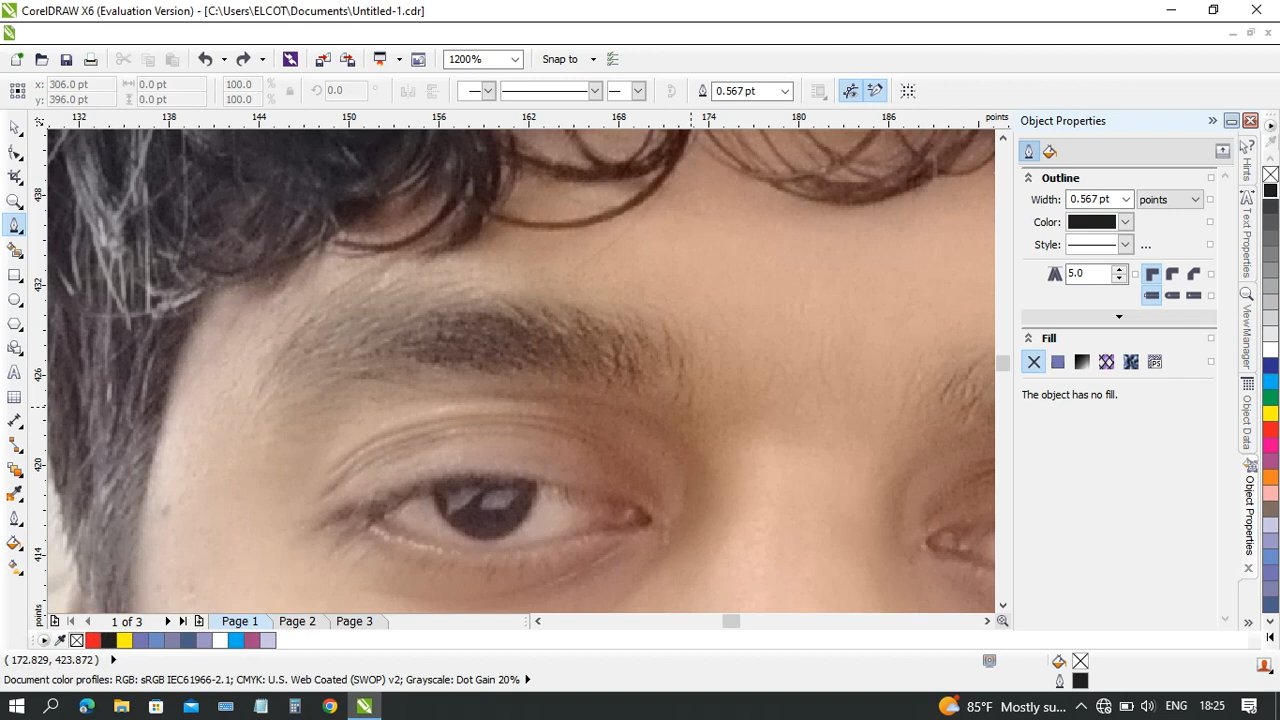 CorelDRAW X6 (Evaluation Version) - [C:\Users\ELCOT\Documents\Untitled-1.cdr]
1200%
Snap to
x: 306.0 pt
y: 396.0 pt
0.0 pt
0.0 pt
100.0
100.0
0.0
°
0.567 pt
132 138 144 150 156 162 168 174 180 186 points
438
432
426
420
414
points
Object Properties
Outline
Width: 0.567 pt points
Color:
Style: ...
5.0
Fill
The object has no fill.
Hints
Text Properties
View Manager
Object Data
Object Properties
1 of 3
Page 1
Page 2
Page 3
(172.829, 423.872)
Document color profiles: RGB: sRGB IEC61966-2.1; CMYK: U.S. Web Coated (SWOP) v2; Grayscale: Dot Gain 20%
85°F Mostly su...
ENG
18:25